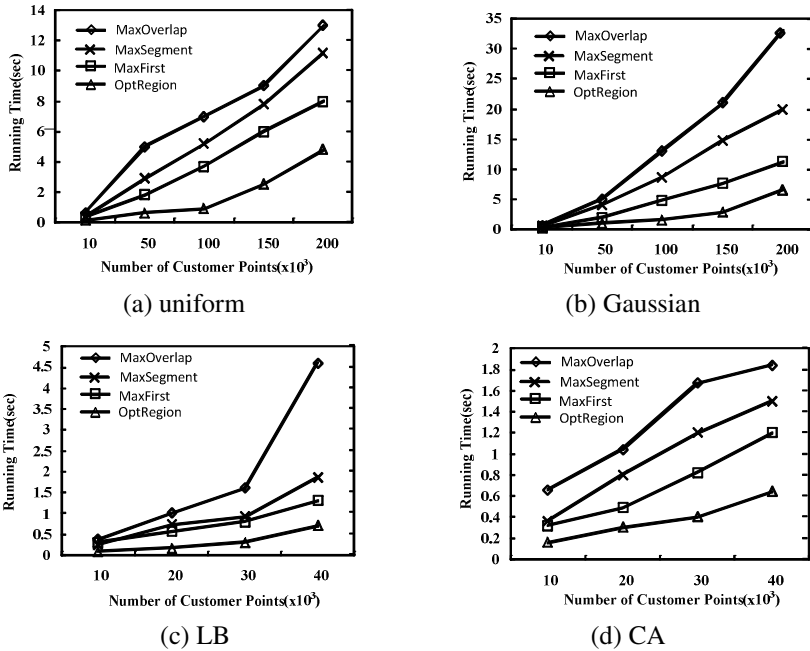 14
12
10
8
6
4
2
0
Running Time(sec)
MaxOverlap
MaxSegment
MaxFirst
OptRegion
10 50 100 150 200
Number of Customer Points(x10³)
(a) uniform
35
30
25
20
15
10
5
0
Running Time(sec)
MaxOverlap
MaxSegment
MaxFirst
OptRegion
10 50 100 150 200
Number of Customer Points(x10³)
(b) Gaussian
5
4.5
4
3.5
3
2.5
2
1.5
1
0.5
0
Running Time(sec)
MaxOverlap
MaxSegment
MaxFirst
OptRegion
10 20 30 40
Number of Customer Points(x10³)
(c) LB
2
1.8
1.6
1.4
1.2
1
0.8
0.6
0.4
0.2
0
Running Time(sec)
MaxOverlap
MaxSegment
MaxFirst
OptRegion
10 20 30 40
Number of Customer Points(x10³)
(d) CA